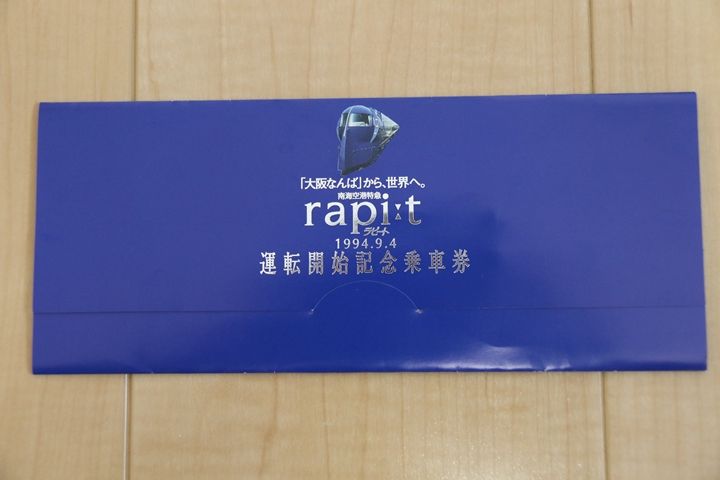 「大阪なんば」から、世界へ。
南海空港特急
rapi:t
ラピート
1994.9.4
運転開始記念乗車券